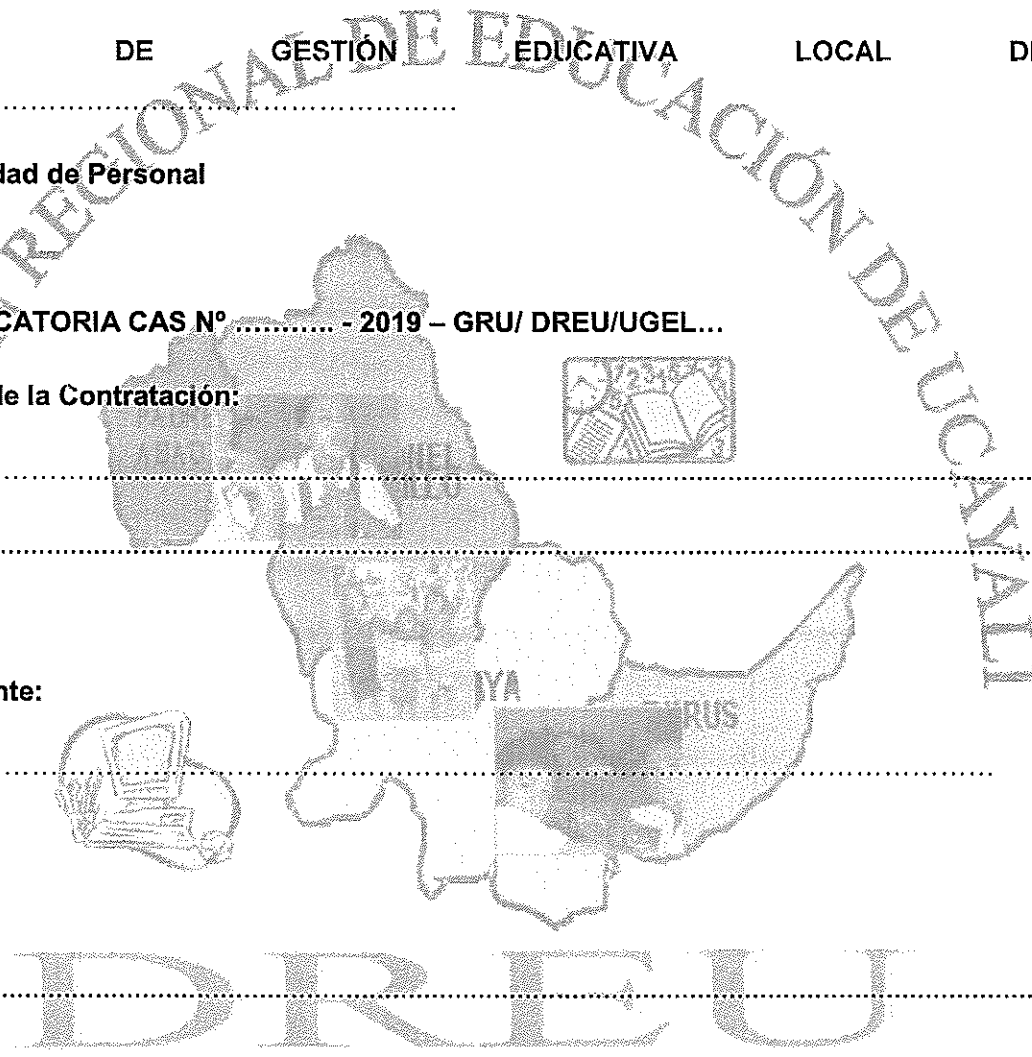 DE GESTIÓN EDUCATIVA LOCAL DE
........................................
dad de Personal
CATORIA CAS Nº ............ - 2019 – GRU/ DREU/UGEL…
de la Contratación:
nte:
REGIONAL DE EDUCACIÓN DE UCAYALI
PURUS
DREU